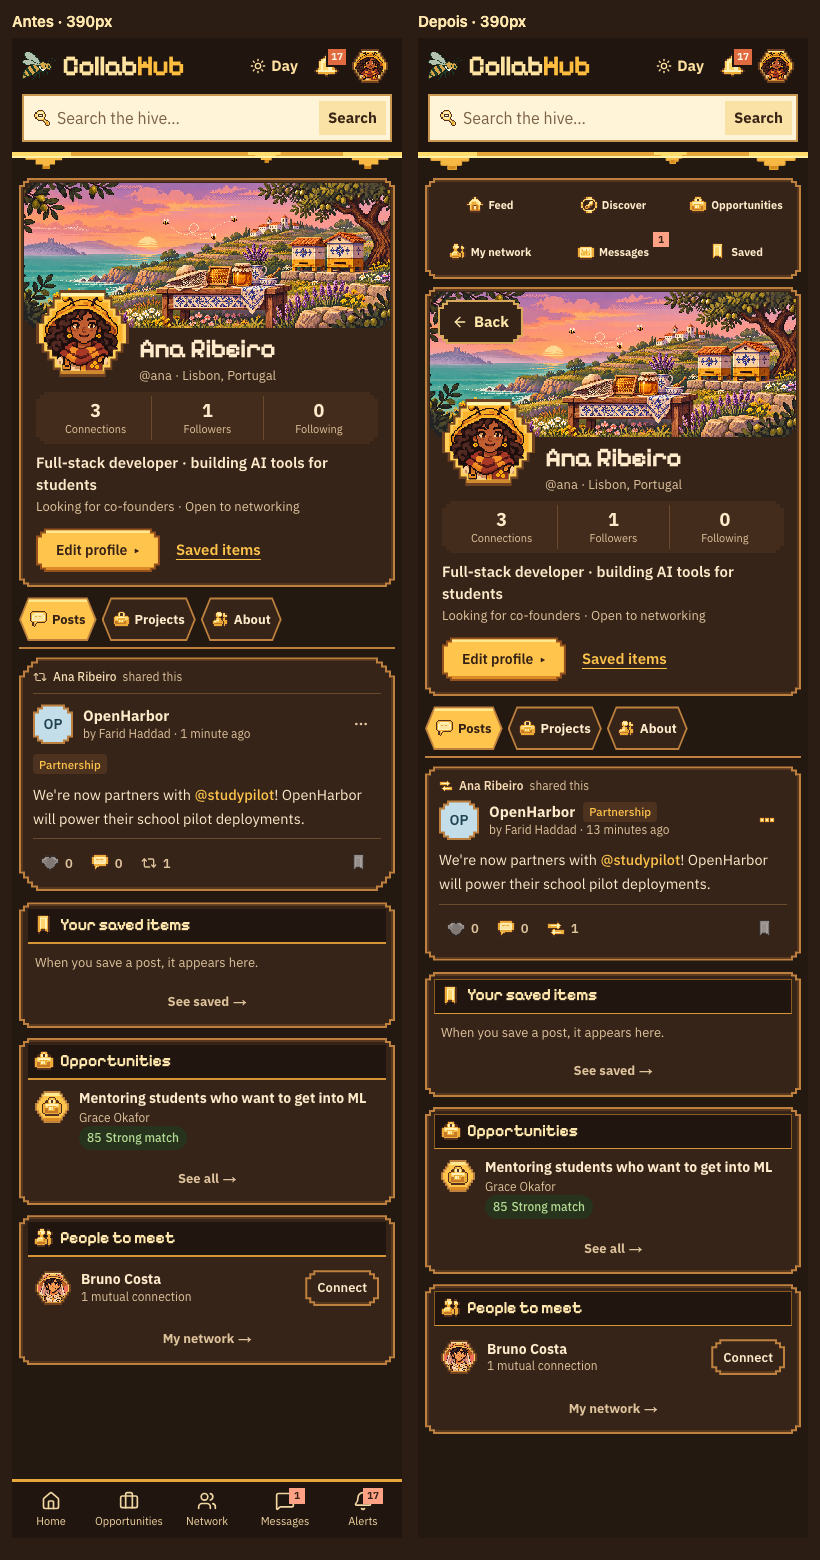 Antes · 390px
CollabHub
Day
17
Search the hive...
Search
Ana Ribeiro
@ana · Lisbon, Portugal
3
1
0
Connections
Followers
Following
Full-stack developer · building AI tools for
students
Looking for co-founders · Open to networking
Edit profile
Saved items
Posts
Projects
About
Ana Ribeiro shared this
OP
OpenHarbor
by Farid Haddad · 1 minute ago
Partnership
We're now partners with @studypilot! OpenHarbor
will power their school pilot deployments.
0
0
1
Your saved items
When you save a post, it appears here.
See saved →
Opportunities
Mentoring students who want to get into ML
Grace Okafor
85 Strong match
See all →
People to meet
Bruno Costa
1 mutual connection
Connect
My network →
1
17
Home
Opportunities
Network
Messages
Alerts
Depois · 390px
CollabHub
Day
17
Search the hive...
Search
Feed
Discover
Opportunities
My network
Messages
1
Saved
← Back
Ana Ribeiro
@ana · Lisbon, Portugal
3
1
0
Connections
Followers
Following
Full-stack developer · building AI tools for
students
Looking for co-founders · Open to networking
Edit profile
Saved items
Posts
Projects
About
Ana Ribeiro shared this
OP
OpenHarbor Partnership
by Farid Haddad · 13 minutes ago
We're now partners with @studypilot! OpenHarbor
will power their school pilot deployments.
0
0
1
Your saved items
When you save a post, it appears here.
See saved →
Opportunities
Mentoring students who want to get into ML
Grace Okafor
85 Strong match
See all →
People to meet
Bruno Costa
1 mutual connection
Connect
My network →